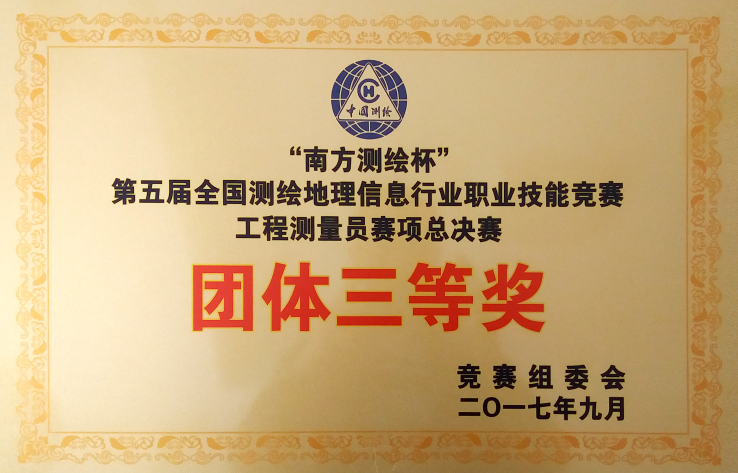 CH
中国测绘
“南方测绘杯”
第五届全国测绘地理信息行业职业技能竞赛
工程测量员赛项总决赛
团体三等奖
竞赛组委会
二〇一七年九月